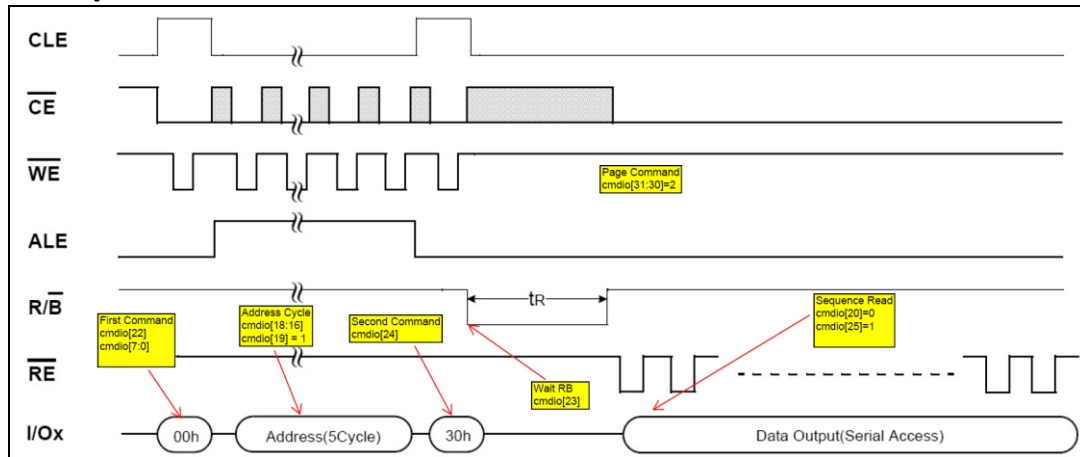 CLE
CE
WE
Page Command
cmdio[31:30]=2
ALE
R/B
tR
First Command
cmdio[22]
cmdio[7:0]
Address Cycle
cmdio[18:16]
cmdio[19] = 1
Second Command
cmdio[24]
Sequence Read
cmdio[20]=0
cmdio[25]=1
RE
Wait RB
cmdio[23]
I/Ox
00h
Address(5Cycle)
30h
Data Output(Serial Access)